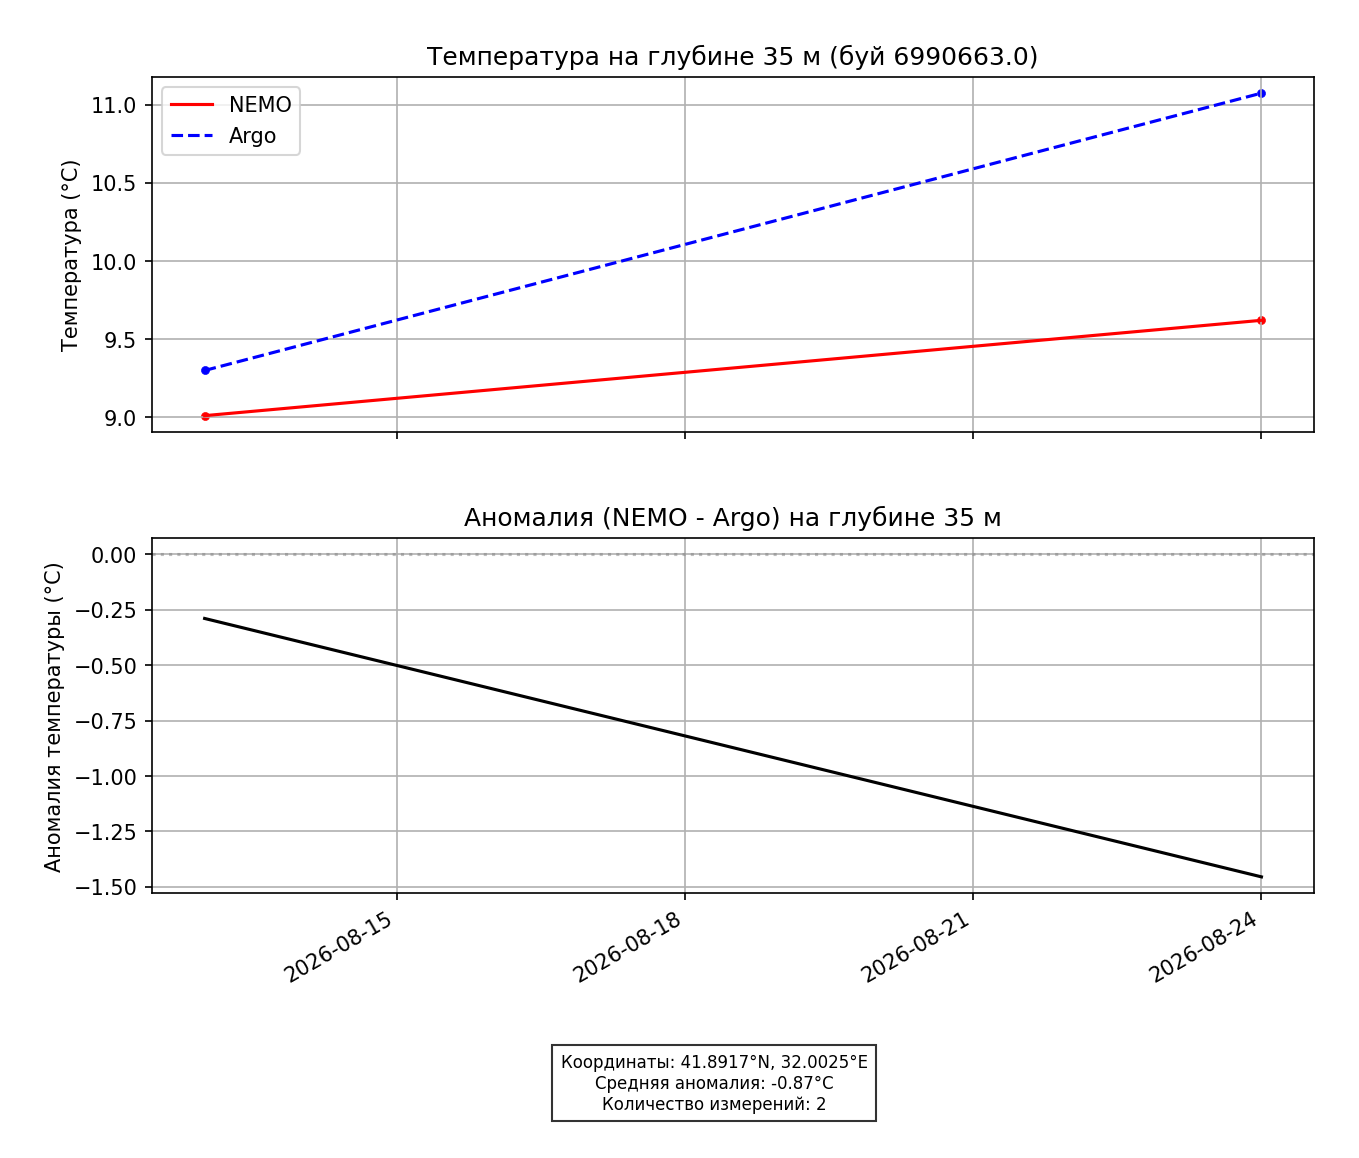 Температура на глубине 35 м (буй 6990663.0)
NEMO
Argo
Температура (°C)
11.0
10.5
10.0
9.5
9.0
Аномалия (NEMO - Argo) на глубине 35 м
Аномалия температуры (°C)
0.00
−0.25
−0.50
−0.75
−1.00
−1.25
−1.50
2026-08-15
2026-08-18
2026-08-21
2026-08-24
Координаты: 41.8917°N, 32.0025°E
Средняя аномалия: -0.87°C
Количество измерений: 2